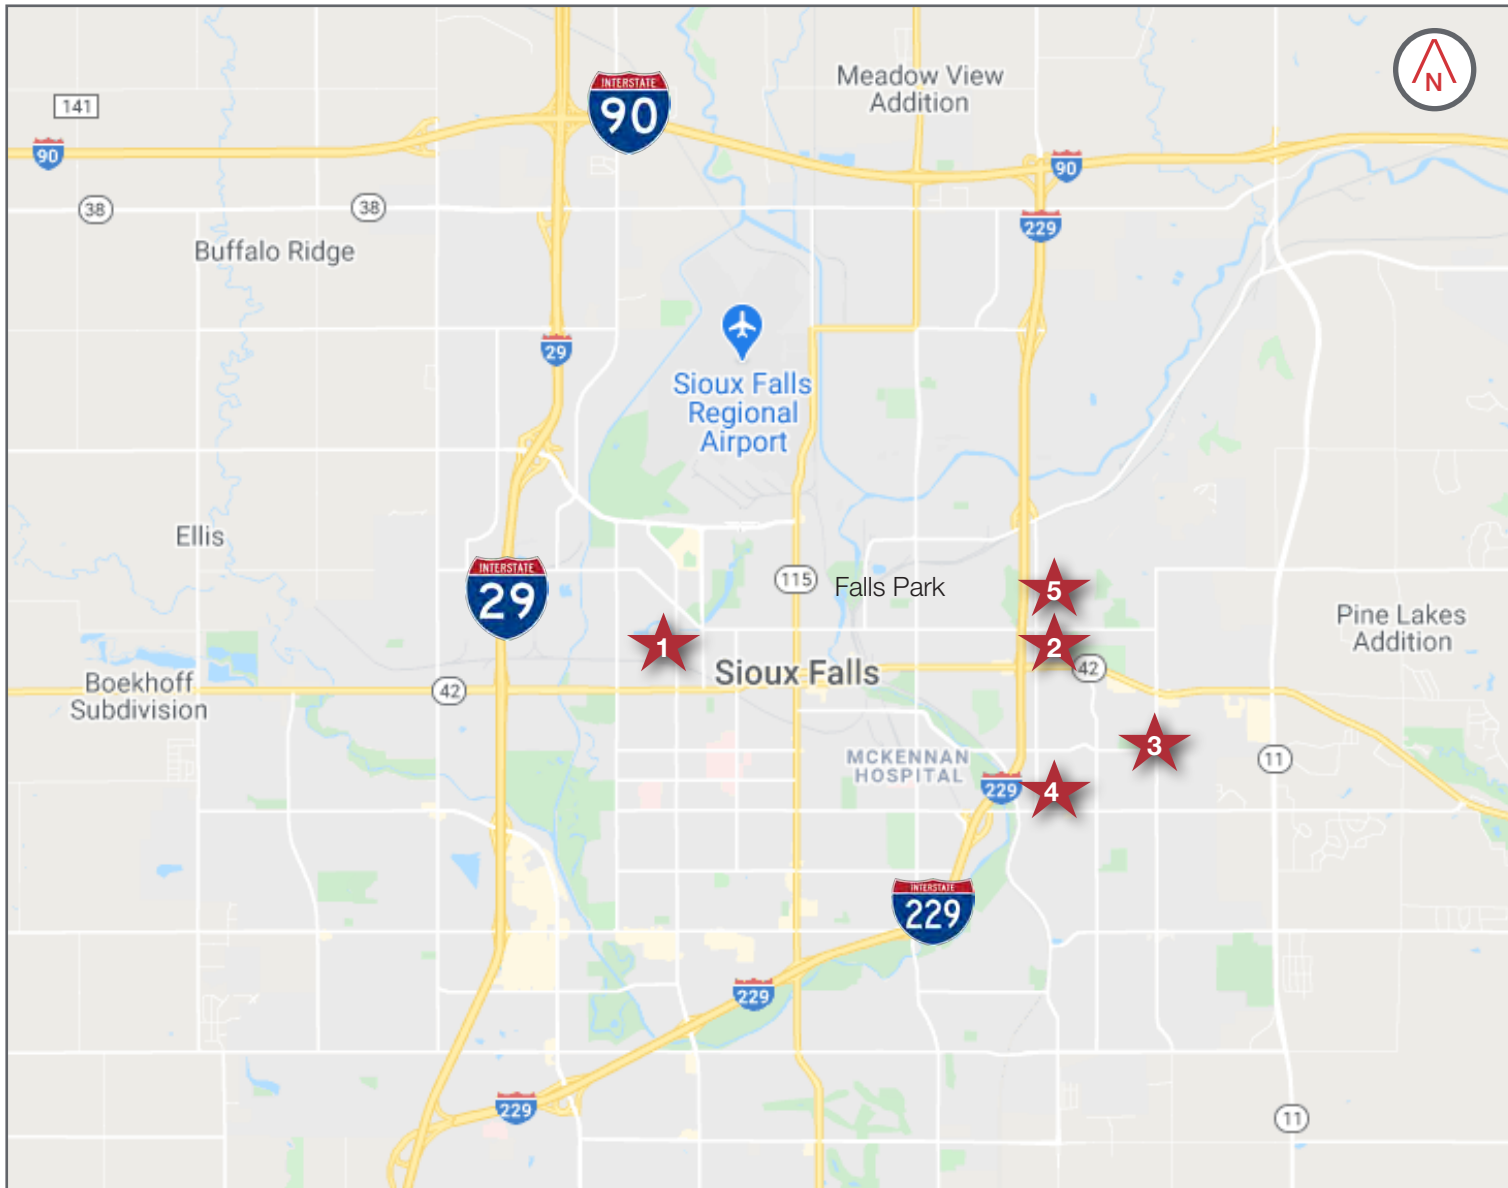 Meadow View
Addition
N
141
INTERSTATE
90
90
90
38
38
229
Buffalo Ridge
29
Sioux Falls
Regional
Airport
Ellis
INTERSTATE
29
115
Falls Park
5
Pine Lakes
Addition
1
2
Sioux Falls
42
Boekhoff
Subdivision
42
3
MCKENNAN
HOSPITAL
11
229
4
INTERSTATE
229
229
229
11